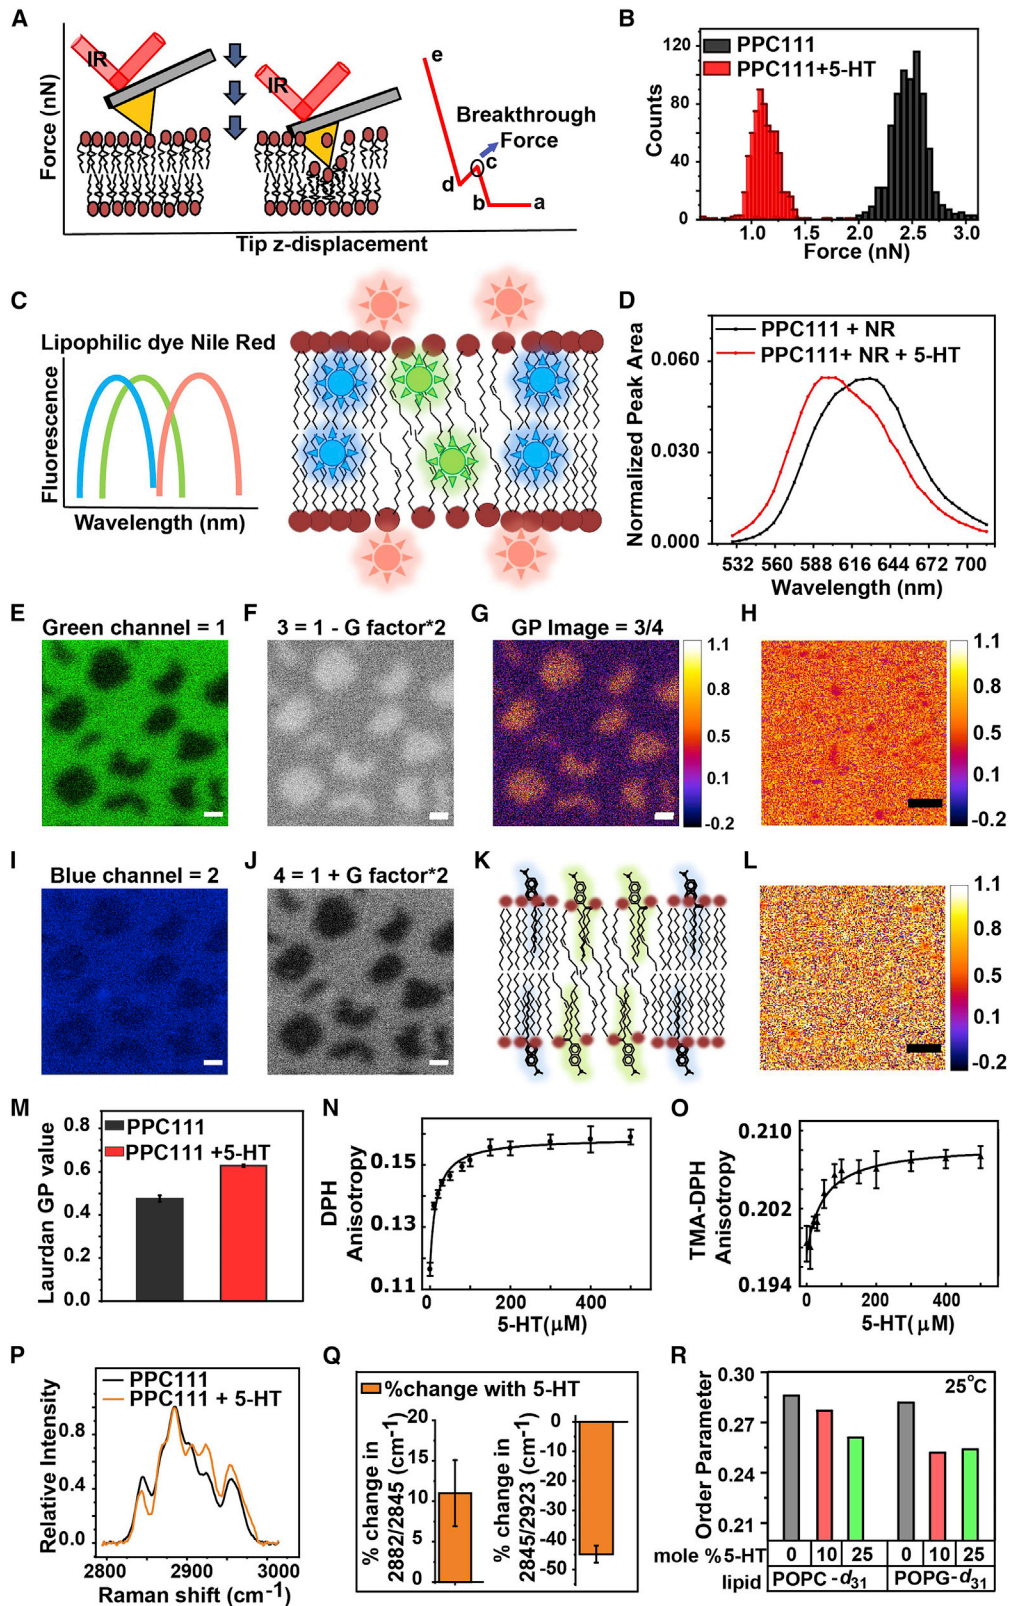 A
Force (nN)
IR
IR
e
Breakthrough
Force
c
d
b
a
Tip z-displacement
B
PPC111
PPC111+5-HT
Counts
120
80
40
0
1.0
1.5
2.0
2.5
3.0
Force (nN)
C
Lipophilic dye Nile Red
Fluorescence
Wavelength (nm)
D
PPC111 + NR
PPC111+ NR + 5-HT
Normalized Peak Area
0.060
0.030
0.000
532 560 588 616 644 672 700
Wavelength (nm)
E
Green channel = 1
F
3 = 1 - G factor*2
G
GP Image = 3/4
1.1
0.8
0.5
0.1
-0.2
H
1.1
0.8
0.5
0.1
-0.2
I
Blue channel = 2
J
4 = 1 + G factor*2
K
L
1.1
0.8
0.5
0.1
-0.2
M
PPC111
PPC111 +5-HT
Laurdan GP value
0.8
0.6
0.4
0.2
0.0
N
DPH
Anisotropy
0.15
0.13
0.11
0 200 400
5-HT(μM)
O
TMA-DPH
Anisotropy
0.210
0.202
0.194
0 200 400
5-HT(μM)
P
PPC111
PPC111 + 5-HT
Relative Intensity
0.8
0.4
0.0
2800 2900 3000
Raman shift (cm-1)
Q
%change with 5-HT
% change in
2882/2845 (cm-1)
20
15
10
5
0
% change in
2845/2923 (cm-1)
0
-10
-20
-30
-40
-50
R
25°C
Order Parameter
0.30
0.27
0.24
0.21
mole %5-HT 0 10 25 0 10 25
lipid POPC-d31 POPG-d31